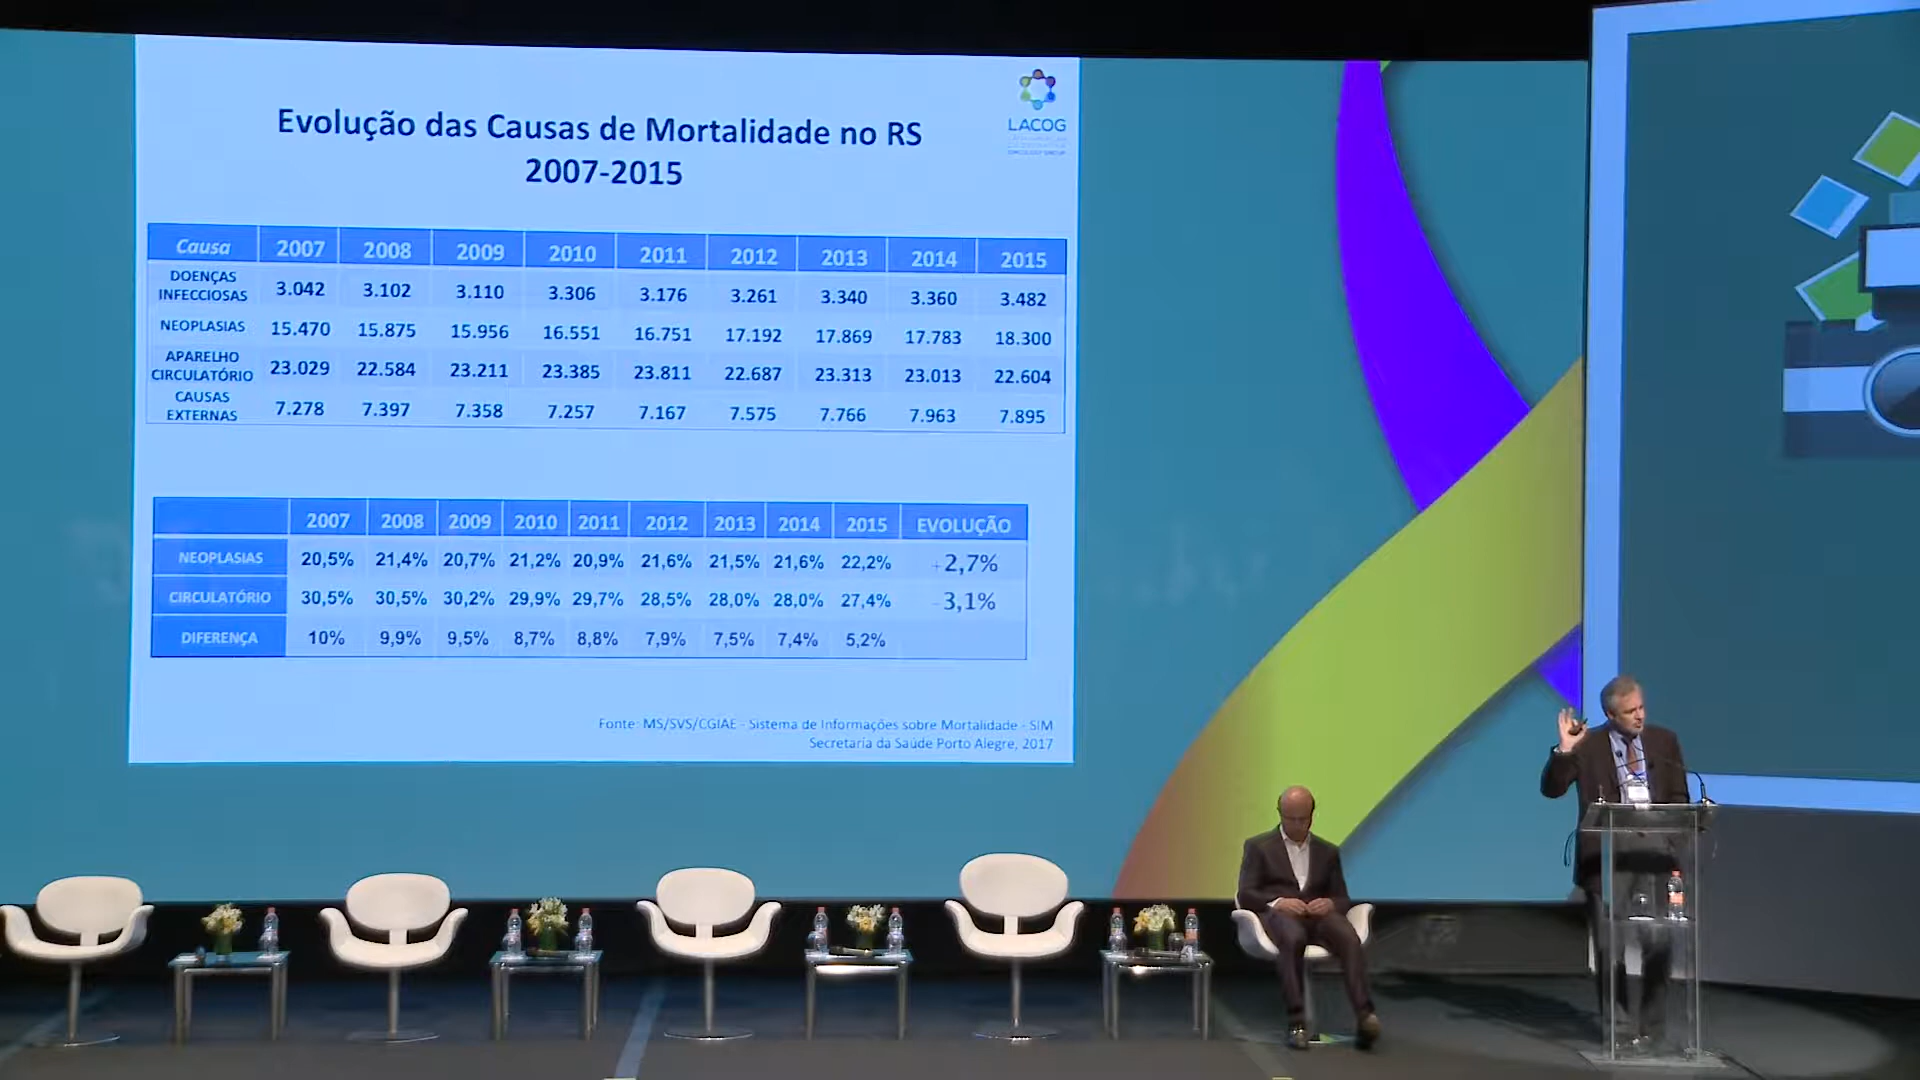 LACOG
Evolução das Causas de Mortalidade no RS
2007-2015
Causa 2007 2008 2009 2010 2011 2012 2013 2014 2015
DOENÇAS
INFECCIOSAS 3.042 3.102 3.110 3.306 3.176 3.261 3.340 3.360 3.482
NEOPLASIAS 15.470 15.875 15.956 16.551 16.751 17.192 17.869 17.783 18.300
APARELHO
CIRCULATÓRIO 23.029 22.584 23.211 23.385 23.811 22.687 23.313 23.013 22.604
CAUSAS
EXTERNAS 7.278 7.397 7.358 7.257 7.167 7.575 7.766 7.963 7.895
2007 2008 2009 2010 2011 2012 2013 2014 2015 EVOLUÇÃO
NEOPLASIAS 20,5% 21,4% 20,7% 21,2% 20,9% 21,6% 21,5% 21,6% 22,2% +2,7%
CIRCULATÓRIO 30,5% 30,5% 30,2% 29,9% 29,7% 28,5% 28,0% 28,0% 27,4% - 3,1%
DIFERENÇA 10% 9,9% 9,5% 8,7% 8,8% 7,9% 7,5% 7,4% 5,2%
Fonte: MS/SVS/CGIAE - Sistema de Informações sobre Mortalidade - SIM
Secretaria da Saúde Porto Alegre, 2017